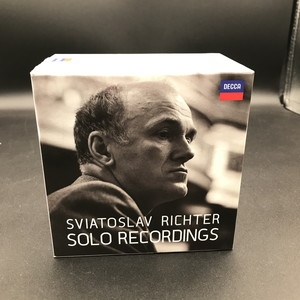 DECCA
SVIATOSLAV RICHTER
SOLO RECORDINGS